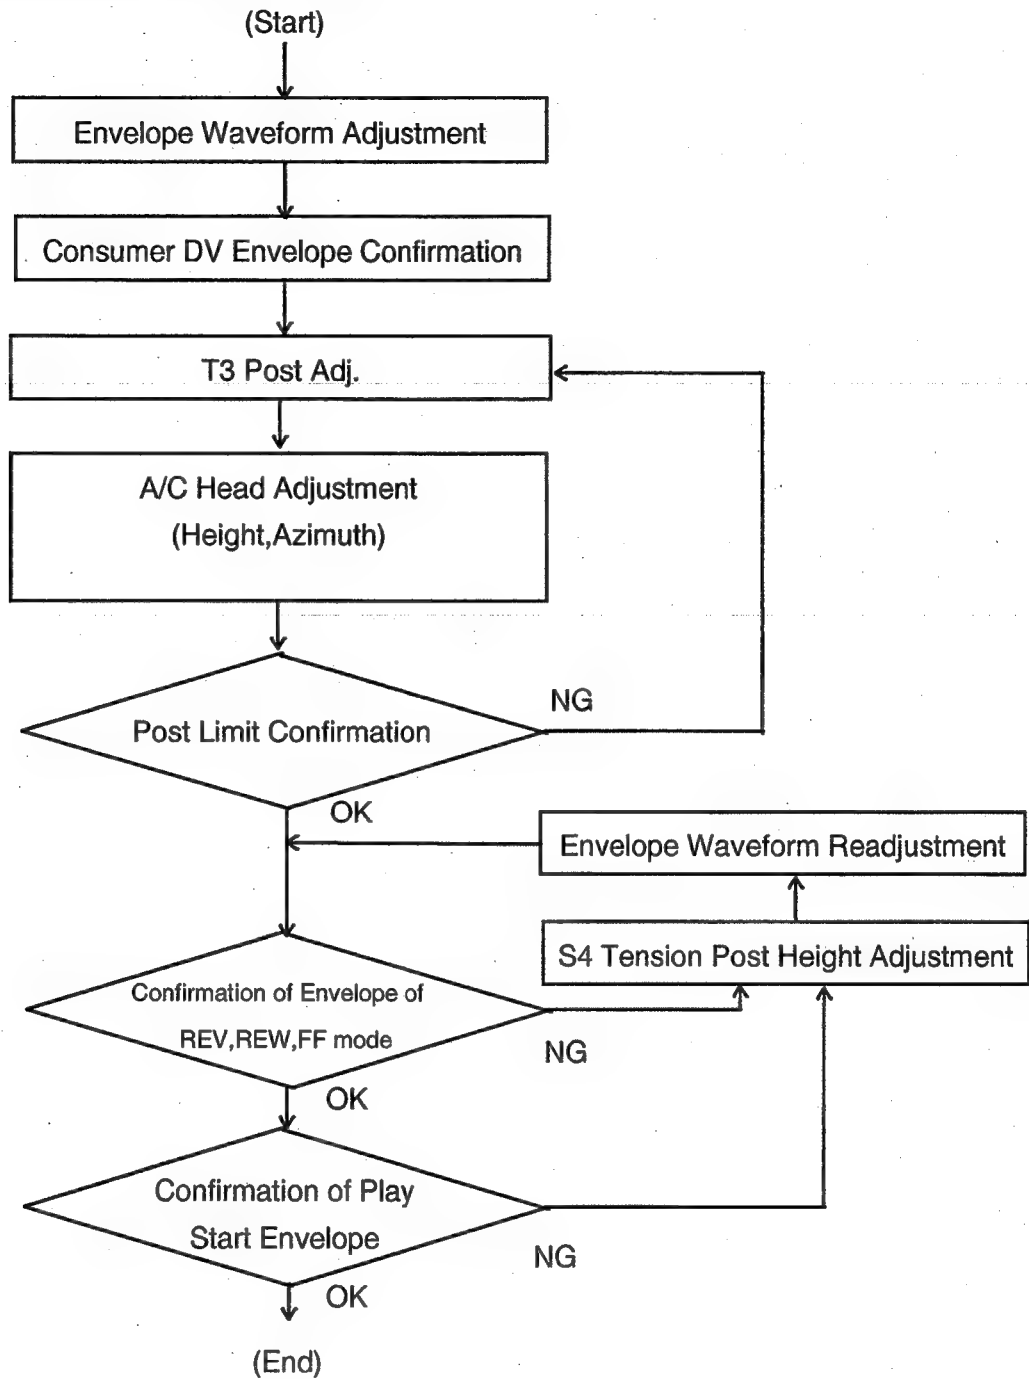 (Start)
Envelope Waveform Adjustment
Consumer DV Envelope Confirmation
T3 Post Adj.
A/C Head Adjustment
(Height,Azimuth)
Post Limit Confirmation
NG
OK
Envelope Waveform Readjustment
S4 Tension Post Height Adjustment
Confirmation of Envelope of
REV,REW,FF mode
NG
OK
Confirmation of Play
Start Envelope
NG
OK
(End)